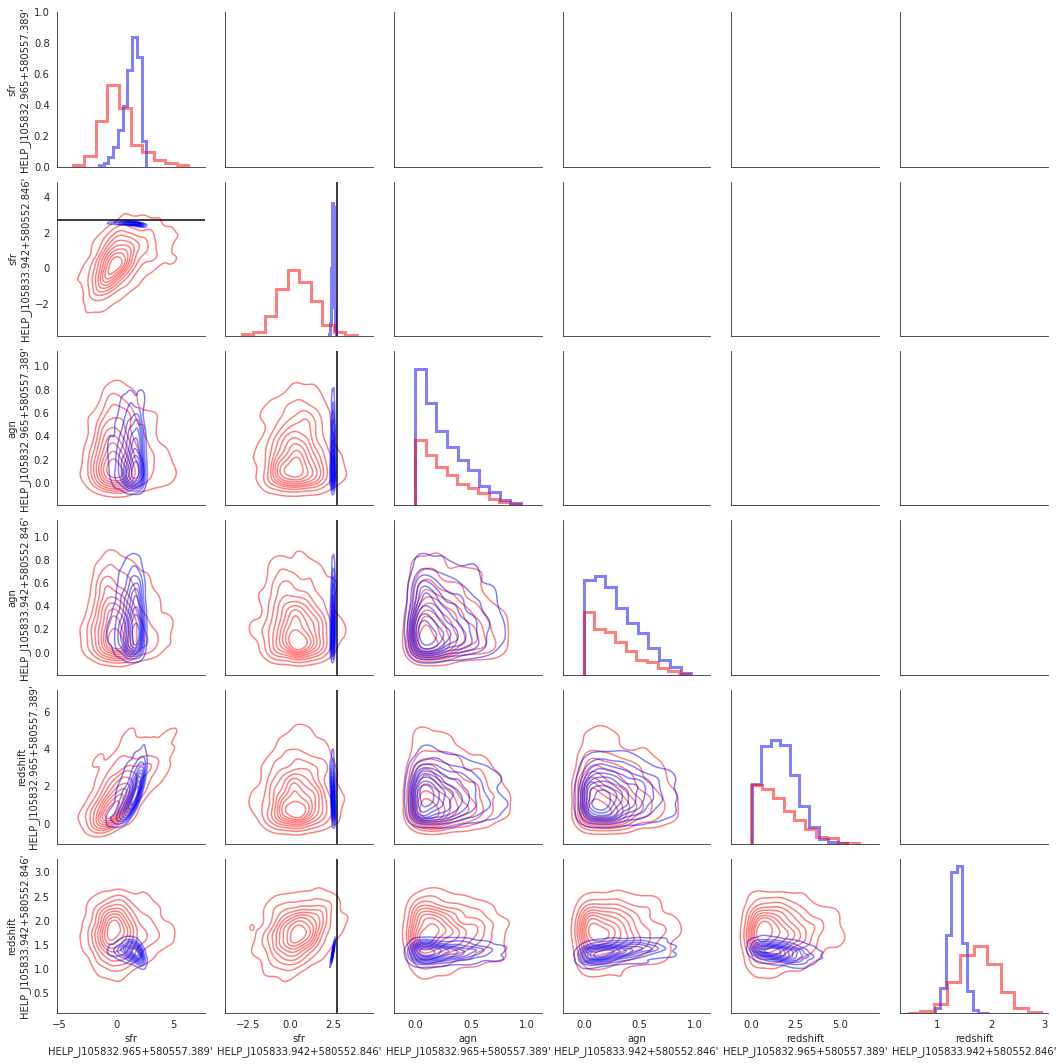 1.0
0.8
0.6
0.4
0.2
0.0
sfr
HELP_J105832.965+580557.389'
4
2
0
−2
sfr
HELP_J105833.942+580552.846'
1.0
0.8
0.6
0.4
0.2
0.0
agn
HELP_J105832.965+580557.389'
1.0
0.8
0.6
0.4
0.2
0.0
agn
HELP_J105833.942+580552.846'
6
4
2
0
redshift
HELP_J105832.965+580557.389'
3.0
2.5
2.0
1.5
1.0
0.5
redshift
HELP_J105833.942+580552.846'
−5 0 5
sfr
HELP_J105832.965+580557.389'
−2.5 0.0 2.5
sfr
HELP_J105833.942+580552.846'
0.0 0.5 1.0
agn
HELP_J105832.965+580557.389'
0.0 0.5 1.0
agn
HELP_J105833.942+580552.846'
0.0 2.5 5.0
redshift
HELP_J105832.965+580557.389'
1 2 3
redshift
HELP_J105833.942+580552.846'